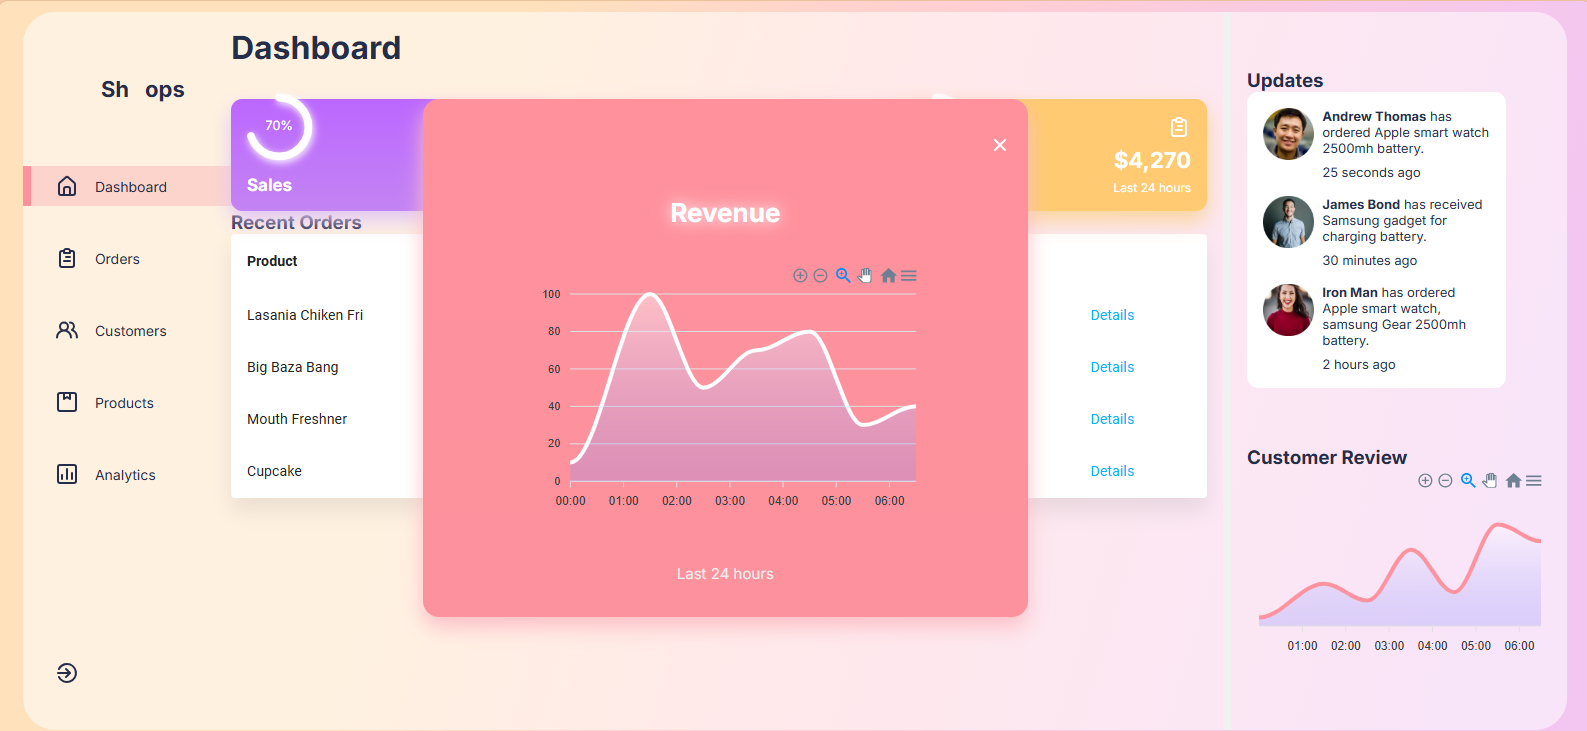 Dashboard
Sh ops
Dashboard
Orders
Customers
Products
Analytics
70%
Sales
$4,270
Last 24 hours
Recent Orders
Product
Lasania Chiken Fri
Details
Big Baza Bang
Details
Mouth Freshner
Details
Cupcake
Details
Revenue
100
80
60
40
20
0
00:00 01:00 02:00 03:00 04:00 05:00 06:00
Last 24 hours
Updates
Andrew Thomas has
ordered Apple smart watch
2500mh battery.
25 seconds ago
James Bond has received
Samsung gadget for
charging battery.
30 minutes ago
Iron Man has ordered
Apple smart watch,
samsung Gear 2500mh
battery.
2 hours ago
Customer Review
01:00 02:00 03:00 04:00 05:00 06:00